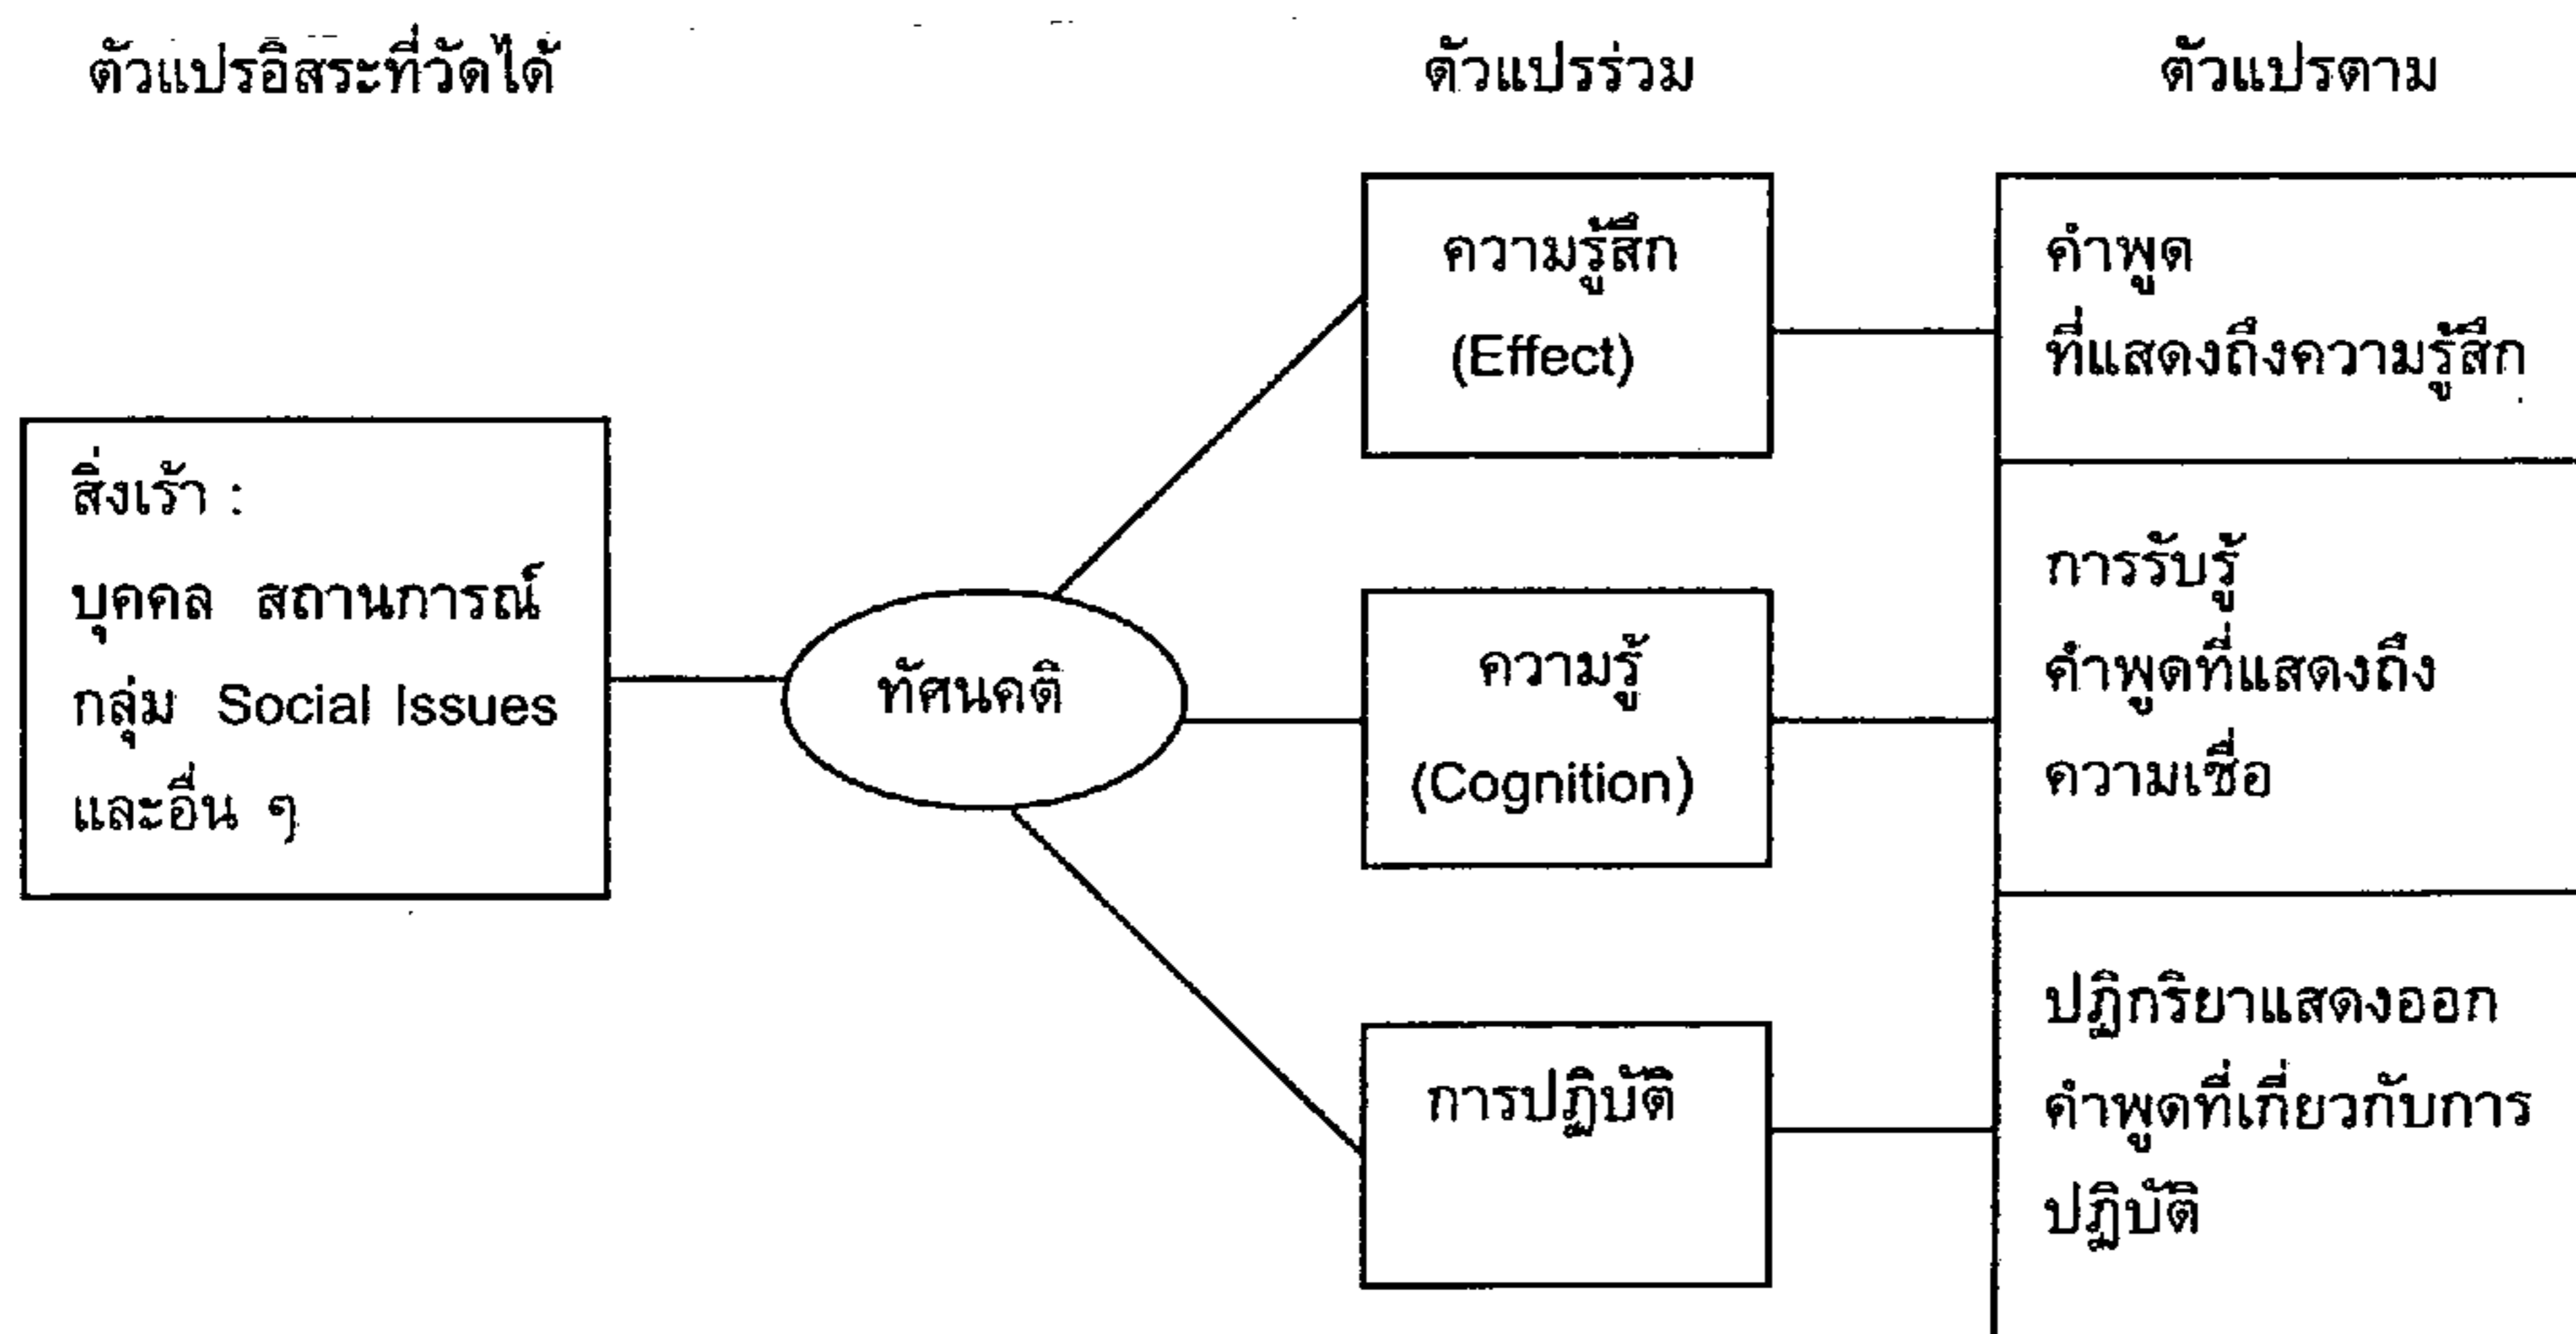 ตัวแปรอิสระที่วัดได้
ตัวแปรร่วม
ตัวแปรตาม
สิ่งเร้า :
บุคคล สถานการณ์
กลุ่ม Social Issues
และอื่น ๆ
ทัศนคติ
ความรู้สึก
(Effect)
ความรู้
(Cognition)
การปฏิบัติ
คำพูด
ที่แสดงถึงความรู้สึก
การรับรู้
คำพูดที่แสดงถึง
ความเชื่อ
ปฏิกริยาแสดงออก
คำพูดที่เกี่ยวกับการ
ปฏิบัติ